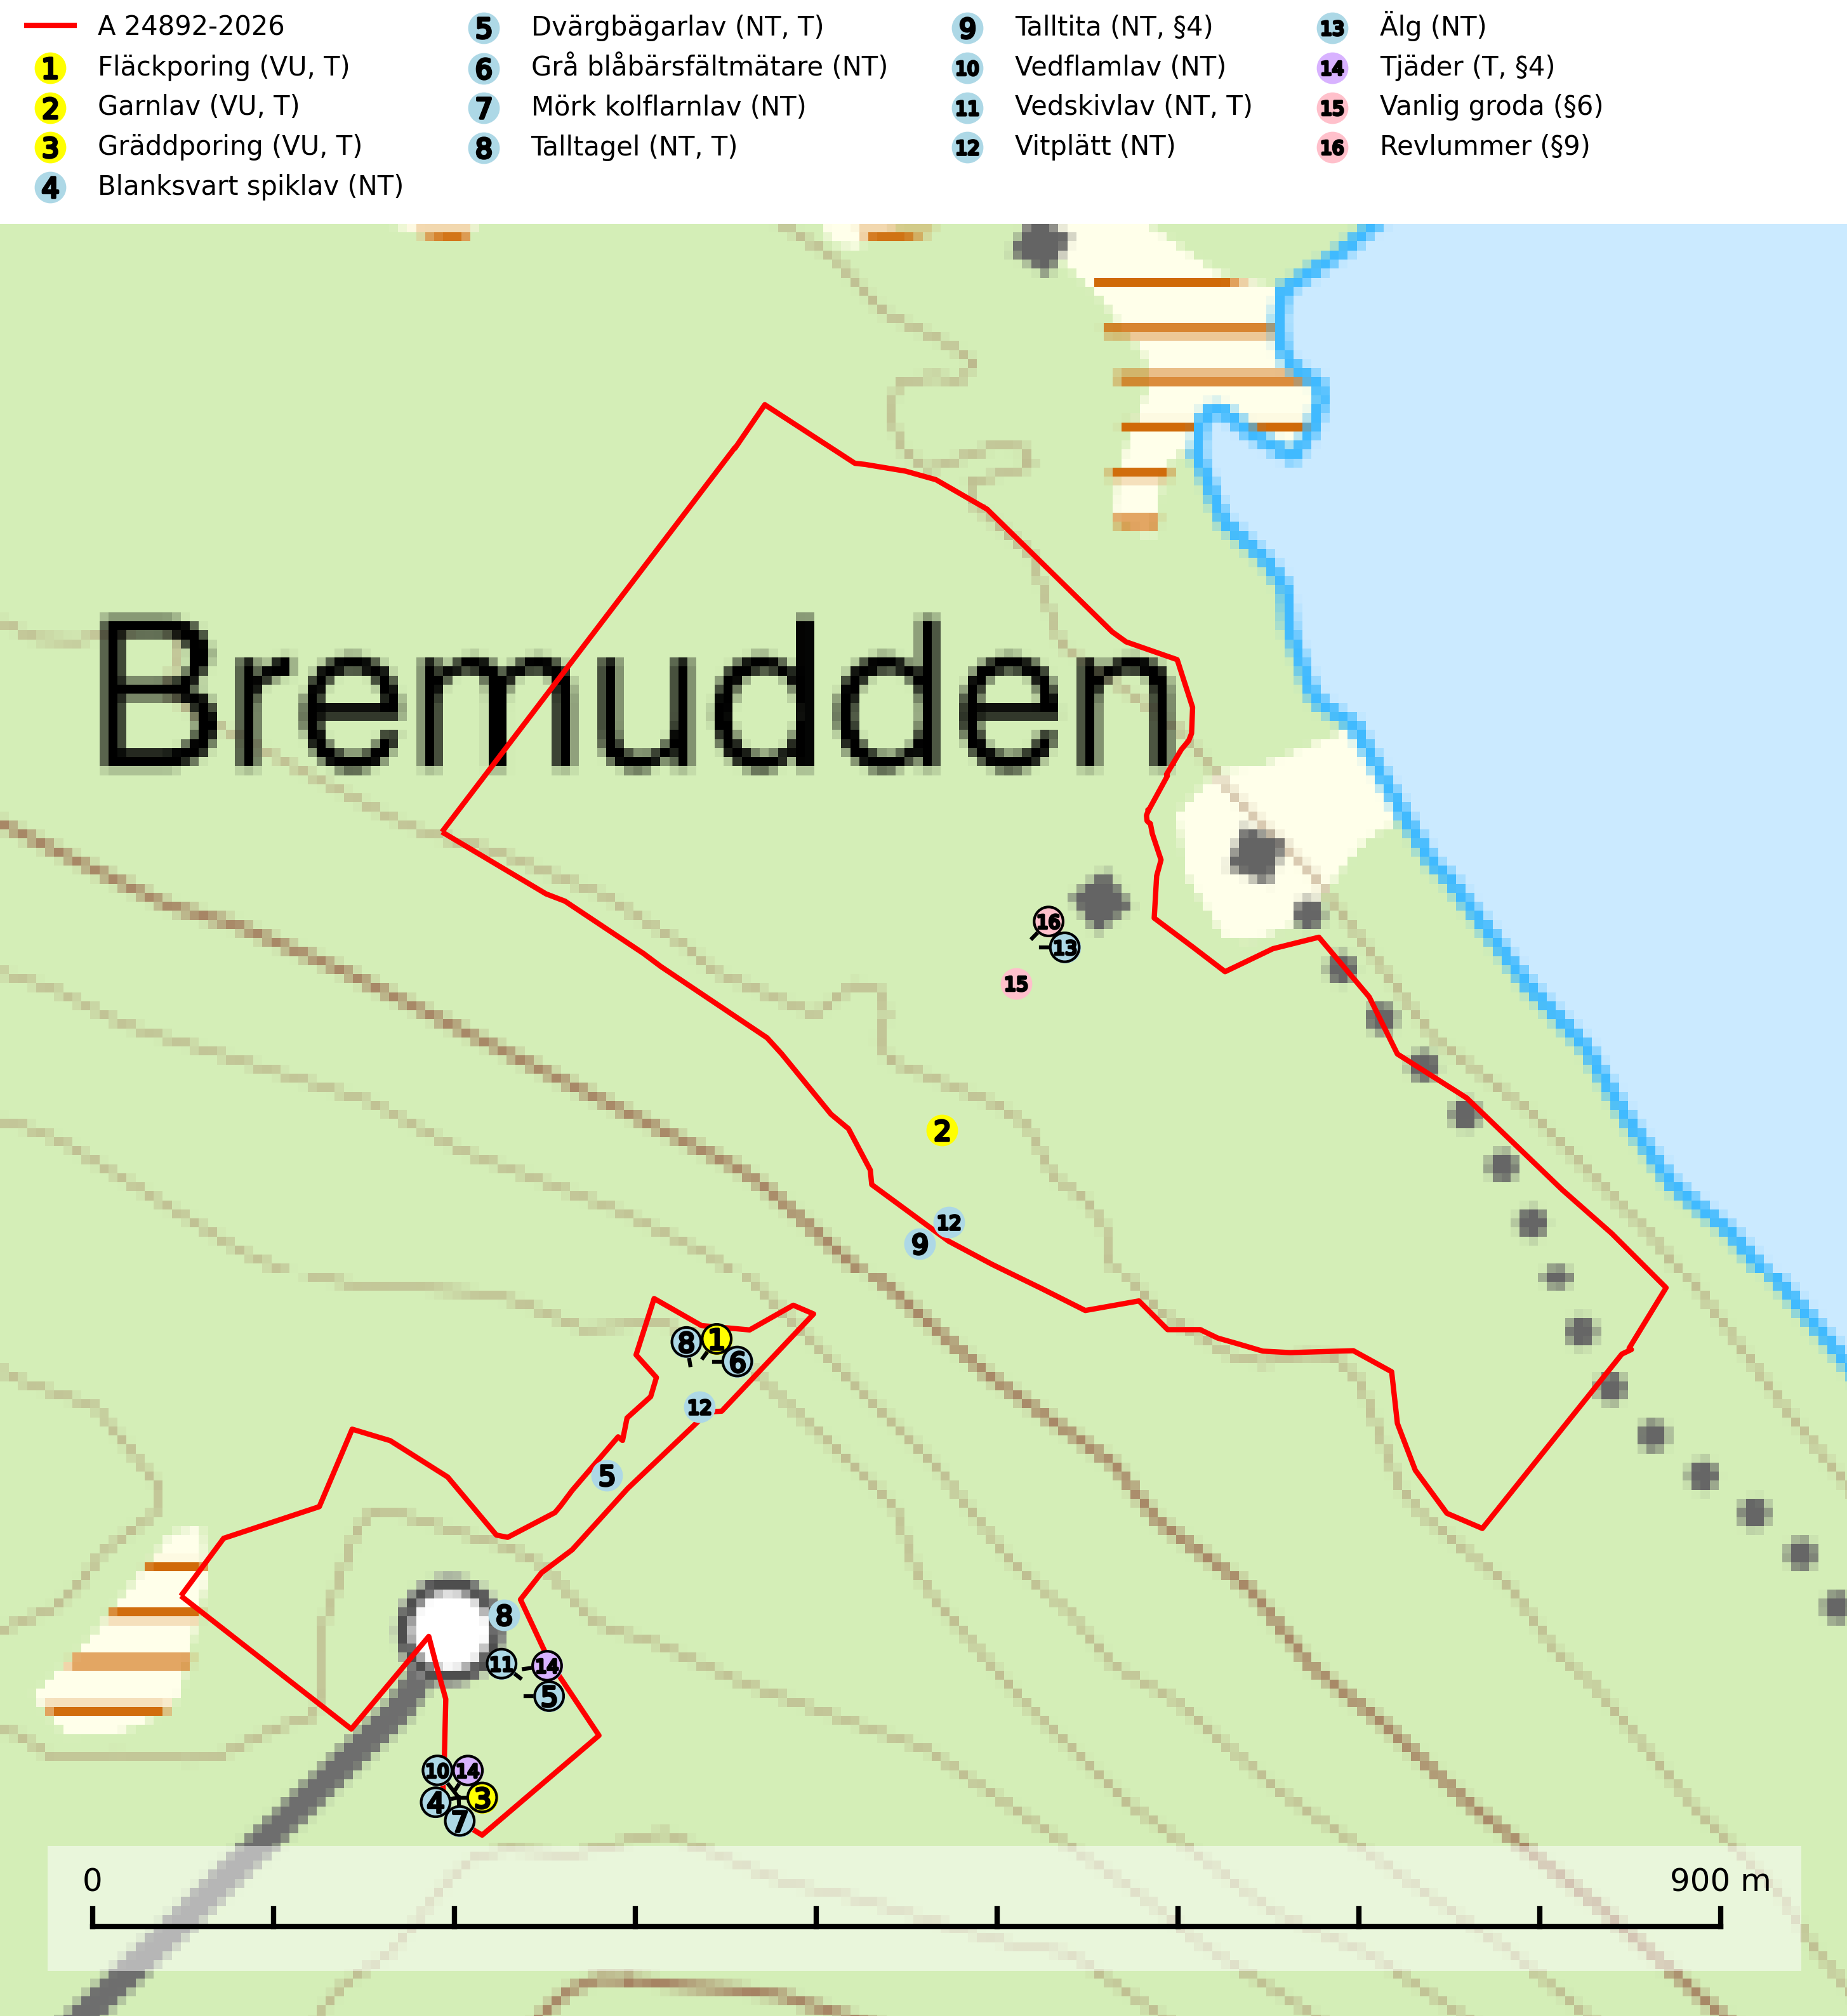 A 24892-2026
1 Fläckporing (VU, T)
2 Garnlav (VU, T)
3 Gräddporing (VU, T)
4 Blanksvart spiklav (NT)
5 Dvärgbägarlav (NT, T)
6 Grå blåbärsfältmätare (NT)
7 Mörk kolflarnlav (NT)
8 Talltagel (NT, T)
9 Talltita (NT, §4)
10 Vedflamlav (NT)
11 Vedskivlav (NT, T)
12 Vitplätt (NT)
13 Älg (NT)
14 Tjäder (T, §4)
15 Vanlig groda (§6)
16 Revlummer (§9)
Bremudden
16
13
15
2
12
9
8 1
6
12
5
8
11 14
5
10 14
4 3
7
0 900 m